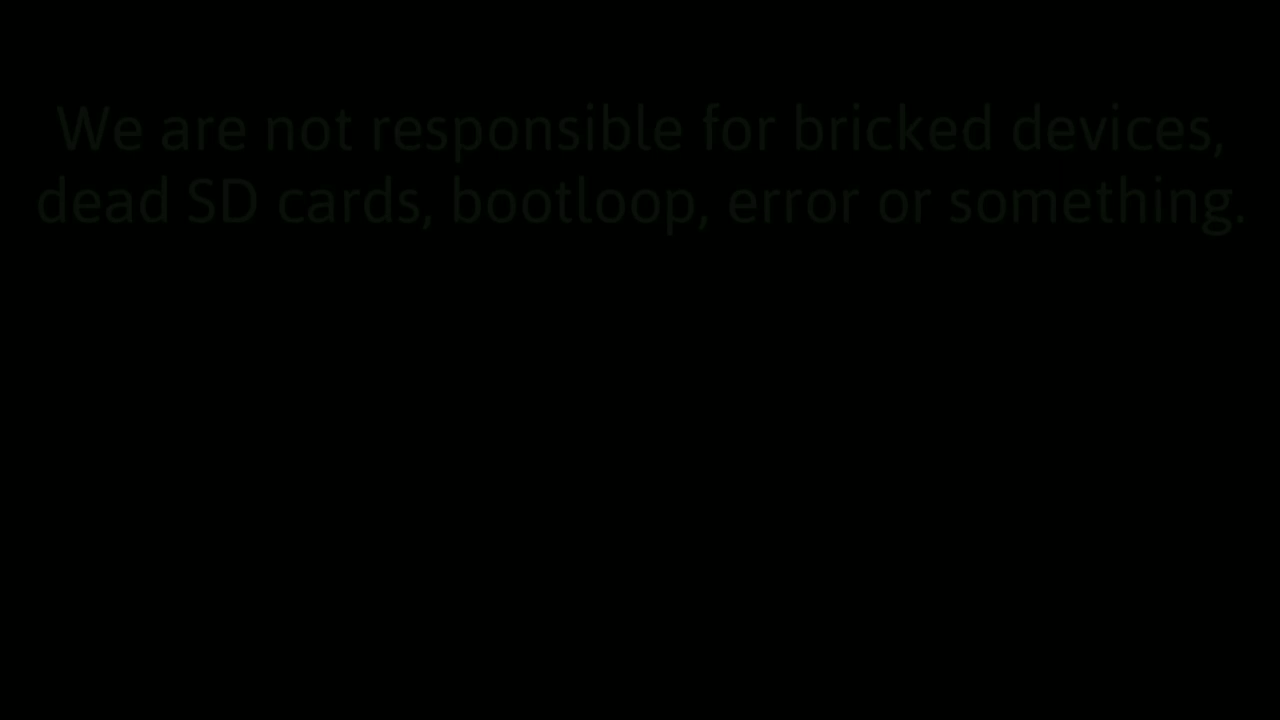 We are not responsible for bricked devices,
dead SD cards, bootloop, error or something.